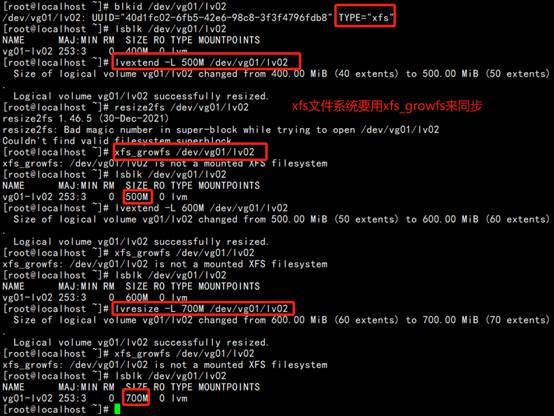 [root@localhost ~]# blkid /dev/vg01/lv02
/dev/vg01/lv02: UUID="40d1fc02-6fb5-42e6-98c8-3f3f4796fdb8" TYPE="xfs"
[root@localhost ~]# lsblk /dev/vg01/lv02
NAME MAJ:MIN RM SIZE RO TYPE MOUNTPOINTS
vg01-lv02 253:3 0 400M 0 lvm
[root@localhost ~]# lvextend -L 500M /dev/vg01/lv02
Size of logical volume vg01/lv02 changed from 400.00 MiB (40 extents) to 500.00 MiB (50 extents)
.
Logical volume vg01/lv02 successfully resized.
[root@localhost ~]# resize2fs /dev/vg01/lv02
xfs文件系统要用xfs_growfs来同步
resize2fs 1.46.5 (30-Dec-2021)
resize2fs: Bad magic number in super-block while trying to open /dev/vg01/lv02
Couldn't find valid filesystem superblock.
[root@localhost ~]# xfs_growfs /dev/vg01/lv02
xfs_growfs: /dev/vg01/lv02 is not a mounted XFS filesystem
[root@localhost ~]# lsblk /dev/vg01/lv02
NAME MAJ:MIN RM SIZE RO TYPE MOUNTPOINTS
vg01-lv02 253:3 0 500M 0 lvm
[root@localhost ~]# lvextend -L 600M /dev/vg01/lv02
Size of logical volume vg01/lv02 changed from 500.00 MiB (50 extents) to 600.00 MiB (60 extents)
.
Logical volume vg01/lv02 successfully resized.
[root@localhost ~]# xfs_growfs /dev/vg01/lv02
xfs_growfs: /dev/vg01/lv02 is not a mounted XFS filesystem
[root@localhost ~]# lsblk /dev/vg01/lv02
NAME MAJ:MIN RM SIZE RO TYPE MOUNTPOINTS
vg01-lv02 253:3 0 600M 0 lvm
[root@localhost ~]# lvresize -L 700M /dev/vg01/lv02
Size of logical volume vg01/lv02 changed from 600.00 MiB (60 extents) to 700.00 MiB (70 extents)
.
Logical volume vg01/lv02 successfully resized.
[root@localhost ~]# xfs_growfs /dev/vg01/lv02
xfs_growfs: /dev/vg01/lv02 is not a mounted XFS filesystem
[root@localhost ~]# lsblk /dev/vg01/lv02
NAME MAJ:MIN RM SIZE RO TYPE MOUNTPOINTS
vg01-lv02 253:3 0 700M 0 lvm
[root@localhost ~]#